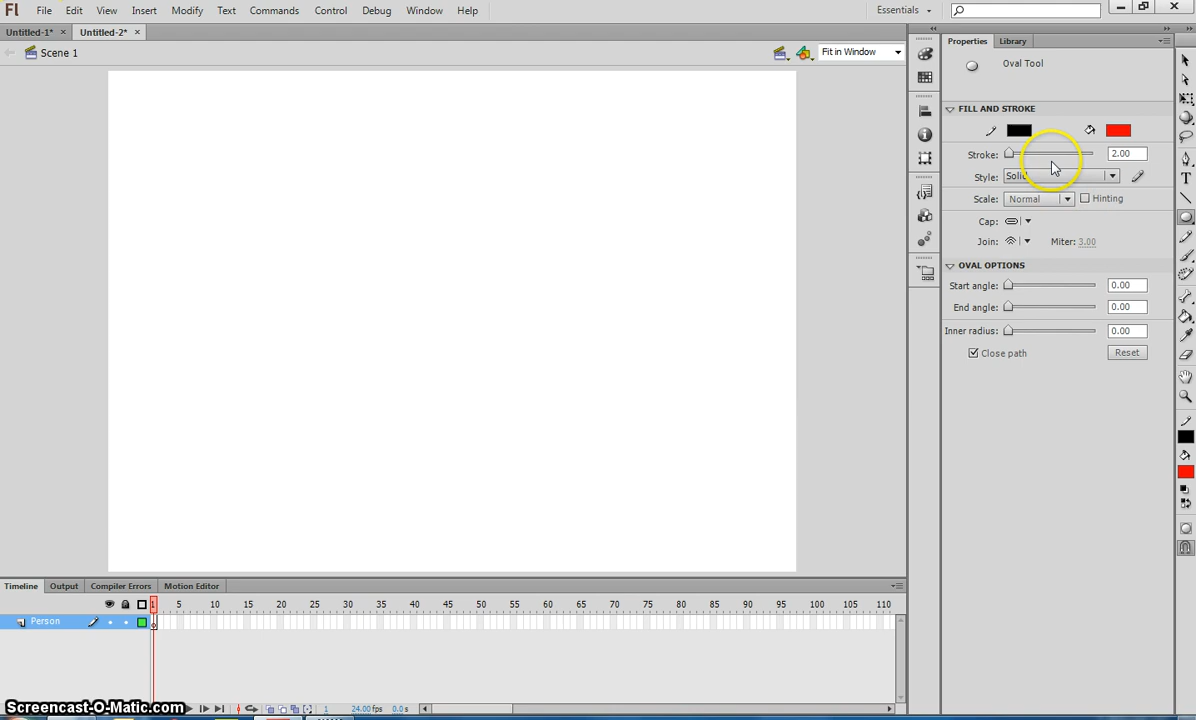 Fl File Edit View Insert Modify Text Commands Control Debug Window Help Essentials
Untitled-1* × Untitled-2* ×
Scene 1 Fit in Window
Properties Library
Oval Tool
FILL AND STROKE
Stroke: 2.00
Style: Solid
Scale: Normal Hinting
Cap:
Join: Miter: 3.00
OVAL OPTIONS
Start angle: 0.00
End angle: 0.00
Inner radius: 0.00
Close path Reset
Timeline Output Compiler Errors Motion Editor
1 5 10 15 20 25 30 35 40 45 50 55 60 65 70 75 80 85 90 95 100 105 110
Person
Screencast-O-Matic.com 1 24.00 fps 0.0 s